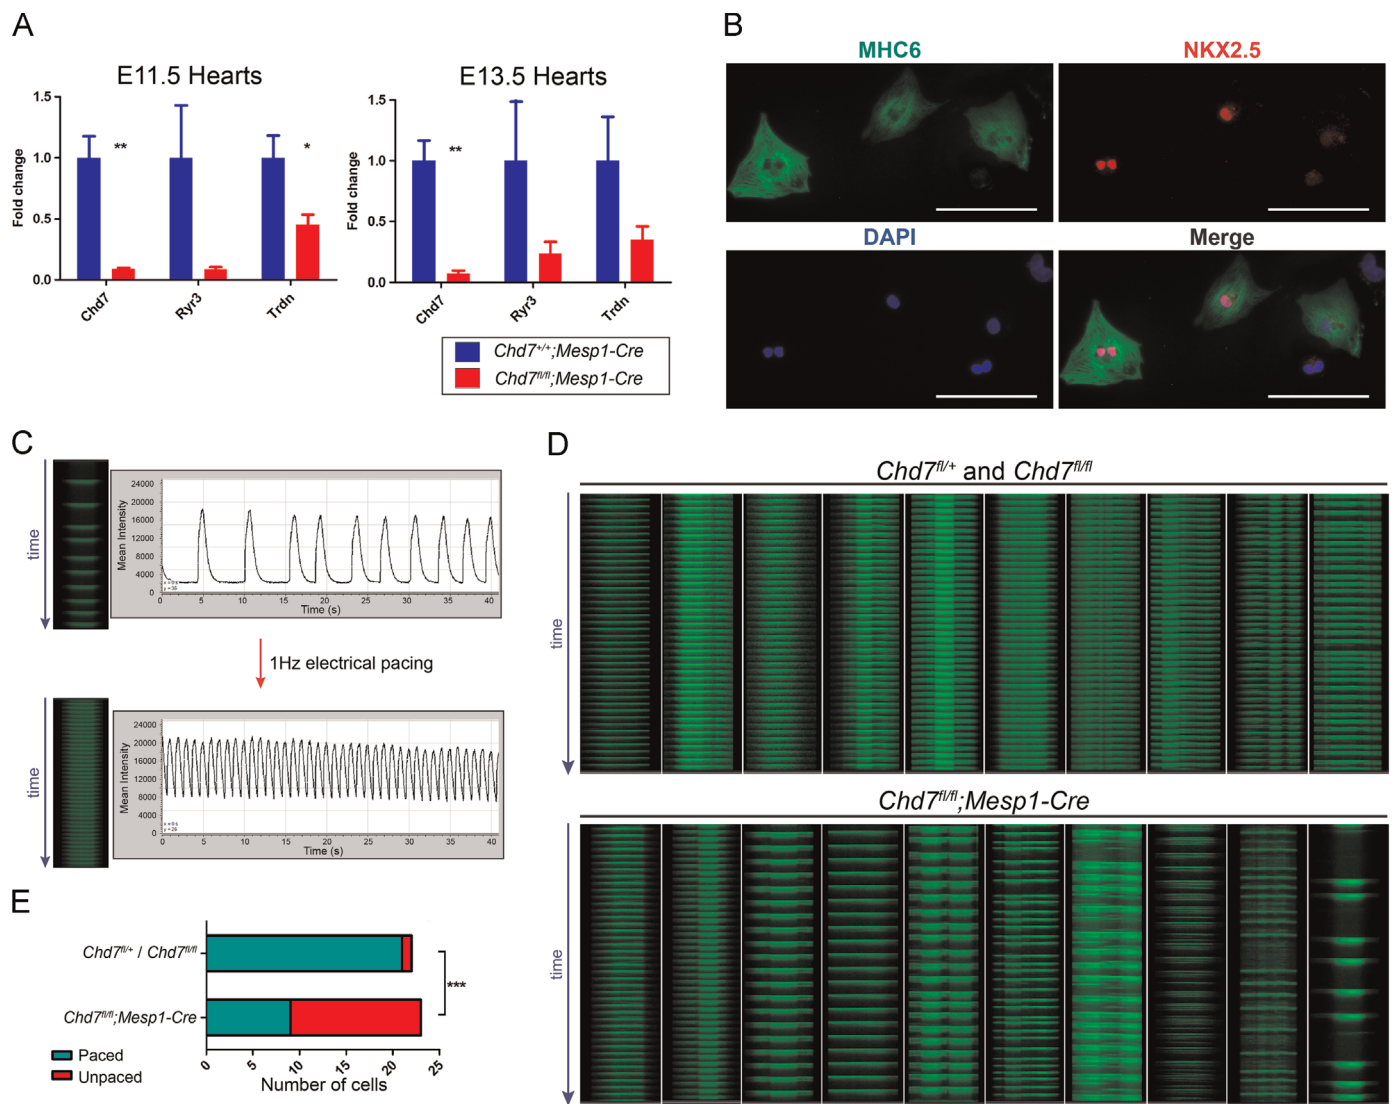 A
E11.5 Hearts
E13.5 Hearts
Fold change
1.5
1.0
0.5
0.0
**
*
Chd7
Ryr3
Trdn
Fold change
1.5
1.0
0.5
0.0
**
Chd7
Ryr3
Trdn
Chd7+/+;Mesp1-Cre
Chd7fl/fl;Mesp1-Cre
B
MHC6
NKX2.5
DAPI
Merge
C
time
Mean Intensity
24000
20000
16000
12000
8000
4000
0
0 5 10 15 20 25 30 35 40
Time (s)
1Hz electrical pacing
time
Mean Intensity
24000
20000
16000
12000
8000
4000
0
0 5 10 15 20 25 30 35 40
Time (s)
D
Chd7fl/+ and Chd7fl/fl
time
Chd7fl/fl;Mesp1-Cre
time
E
Chd7fl/+ / Chd7fl/fl
Chd7fl/fl;Mesp1-Cre
***
Paced
Unpaced
0 5 10 15 20 25
Number of cells